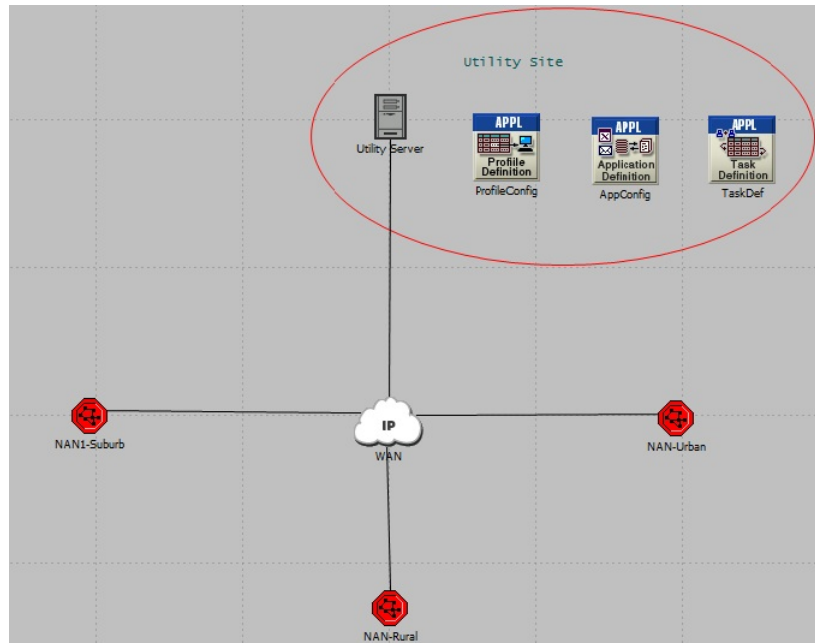 Utility Site
Utility Server
APPL
Profile
Definition
ProfileConfig
APPL
Application
Definition
AppConfig
APPL
Task
Definition
TaskDef
NAN1-Suburb
IP
WAN
NAN-Urban
NAN-Rural